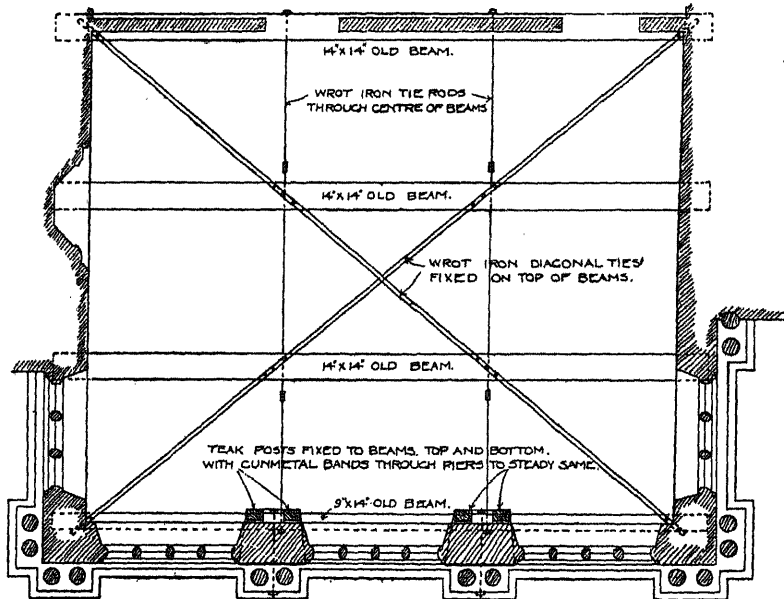 14"X14" OLD BEAM.
WROT IRON TIE RODS
THROUGH CENTRE OF BEAMS
14"X14" OLD BEAM.
WROT IRON DIAGONAL TIES
FIXED ON TOP OF BEAMS.
14"X14" OLD BEAM.
TEAK POSTS FIXED TO BEAMS, TOP AND BOTTOM,
WITH GUNMETAL BANDS THROUGH PIERS TO STEADY SAME.
9"X14" OLD BEAM.